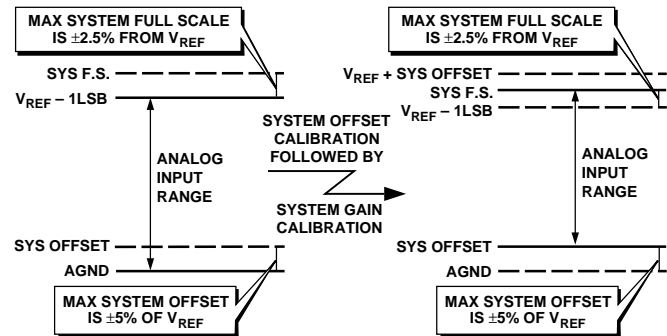 MAX SYSTEM FULL SCALE
IS ±2.5% FROM VREF
SYS F.S.
VREF – 1LSB
ANALOG
INPUT
RANGE
SYS OFFSET
AGND
MAX SYSTEM OFFSET
IS ±5% OF VREF
SYSTEM OFFSET
CALIBRATION
FOLLOWED BY
SYSTEM GAIN
CALIBRATION
MAX SYSTEM FULL SCALE
IS ±2.5% FROM VREF
VREF + SYS OFFSET
SYS F.S.
VREF – 1LSB
ANALOG
INPUT
RANGE
SYS OFFSET
AGND
MAX SYSTEM OFFSET
IS ±5% OF VREF